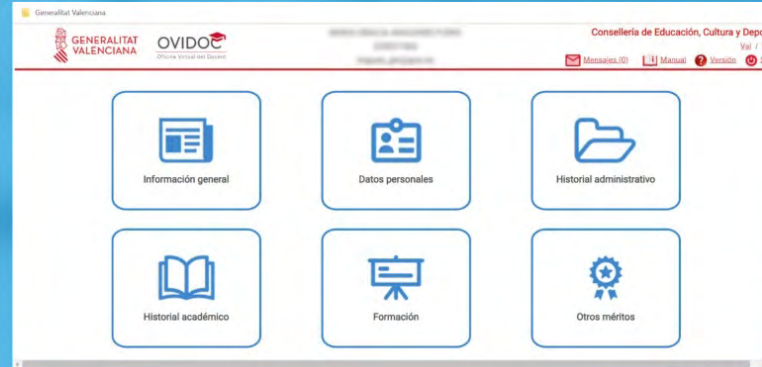 Generalitat Valenciana
GENERALITAT
VALENCIANA
OVIDOC
Oficina Virtual del Docent
Conselleria de Educación, Cultura y Depo
Val /
Mensajes (0)
Manual
Versión
Información general
Datos personales
Historial administrativo
Historial académico
Formación
Otros méritos